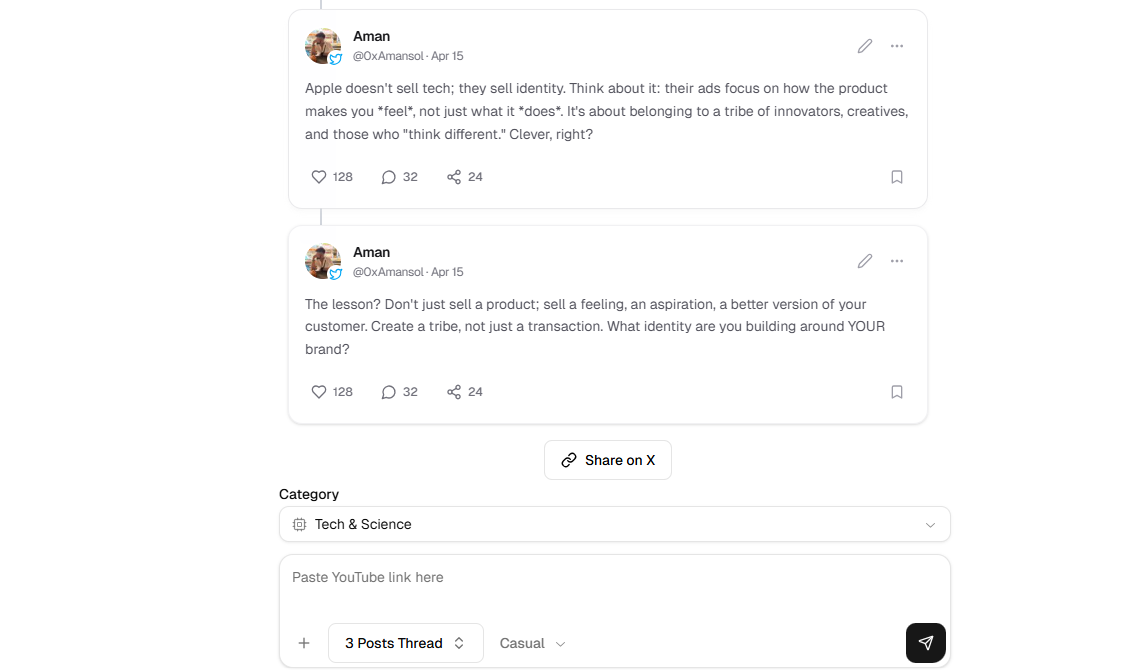 Aman
@0xAmansol · Apr 15
Apple doesn't sell tech; they sell identity. Think about it: their ads focus on how the product
makes you *feel*, not just what it *does*. It's about belonging to a tribe of innovators, creatives,
and those who "think different." Clever, right?
128 32 24
Aman
@0xAmansol · Apr 15
The lesson? Don't just sell a product; sell a feeling, an aspiration, a better version of your
customer. Create a tribe, not just a transaction. What identity are you building around YOUR
brand?
128 32 24
Share on X
Category
Tech & Science
Paste YouTube link here
3 Posts Thread Casual